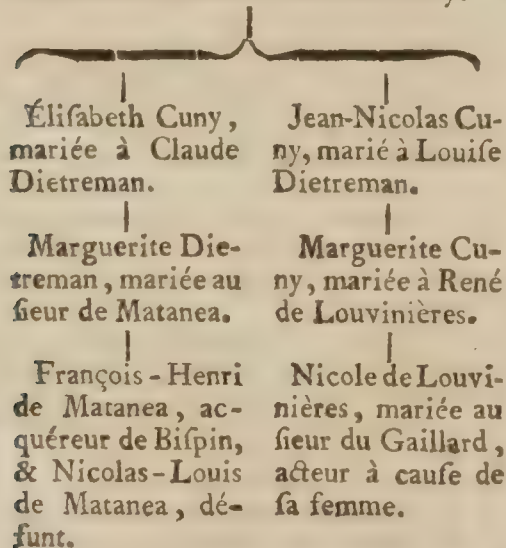 Éliſabeth Cuny,
mariée à Claude
Dietreman.
Marguerite Die-
treman, mariée au
ſieur de Matanea.
François-Henri
de Matanea, ac-
quéreur de Biſpin,
& Nicolas-Louis
de Matanea, dé-
funt.
Jean-Nicolas Cu-
ny, marié à Louiſe
Dietreman.
Marguerite Cu-
ny, mariée à René
de Louvinières.
Nicole de Louvi-
nières, mariée au
ſieur du Gaillard,
acteur à cauſe de
ſa femme.